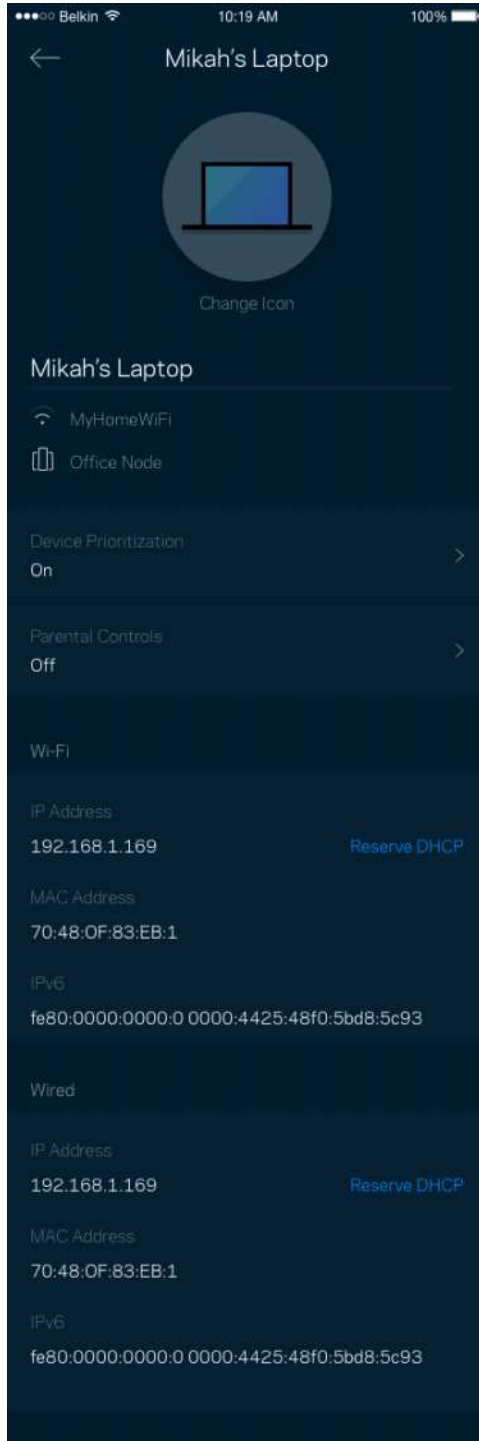 Belkin 10:19 AM 100%
Mikah's Laptop
Change Icon
Mikah's Laptop
MyHomeWiFi
Office Node
Device Prioritization
On
Parental Controls
Off
Wi-Fi
IP Address
192.168.1.169 Reserve DHCP
MAC Address
70:48:0F:83:EB:1
IPv6
fe80:0000:0000:0 0000:4425:48f0:5bd8:5c93
Wired
IP Address
192.168.1.169 Reserve DHCP
MAC Address
70:48:0F:83:EB:1
IPv6
fe80:0000:0000:0 0000:4425:48f0:5bd8:5c93